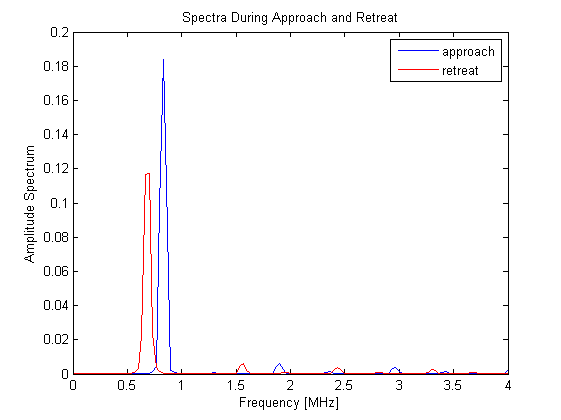 Spectra During Approach and Retreat
0.2
0.18
0.16
0.14
0.12
0.1
0.08
0.06
0.04
0.02
0
Amplitude Spectrum
approach
retreat
0 0.5 1 1.5 2 2.5 3 3.5 4
Frequency [MHz]